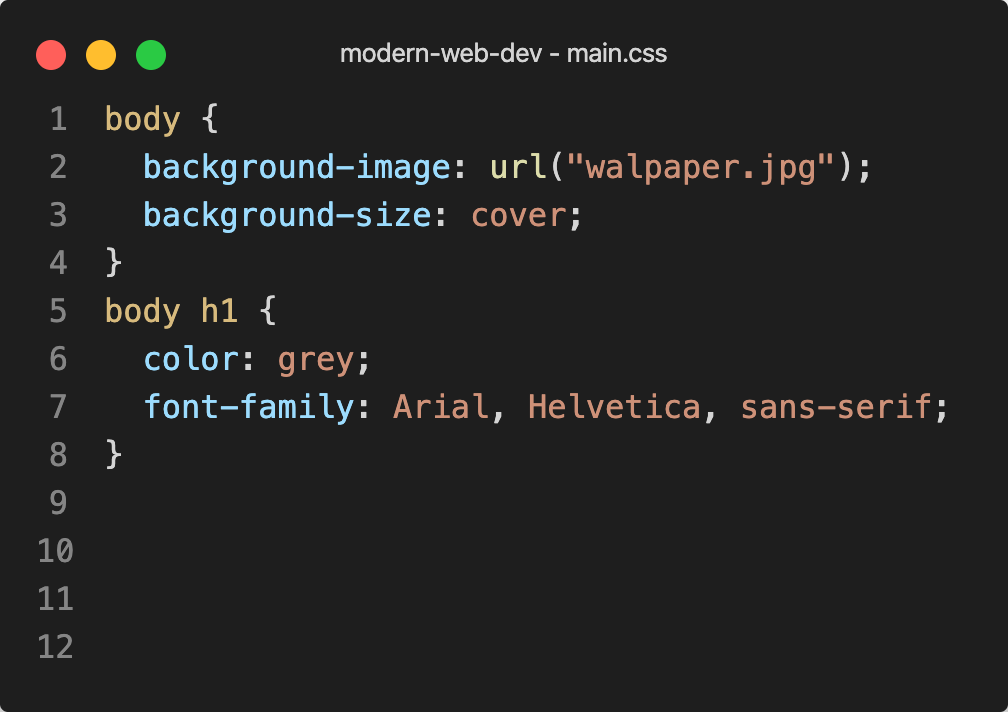 modern-web-dev - main.css
1 body {
2   background-image: url("walpaper.jpg");
3   background-size: cover;
4 }
5 body h1 {
6   color: grey;
7   font-family: Arial, Helvetica, sans-serif;
8 }
9
10
11
12